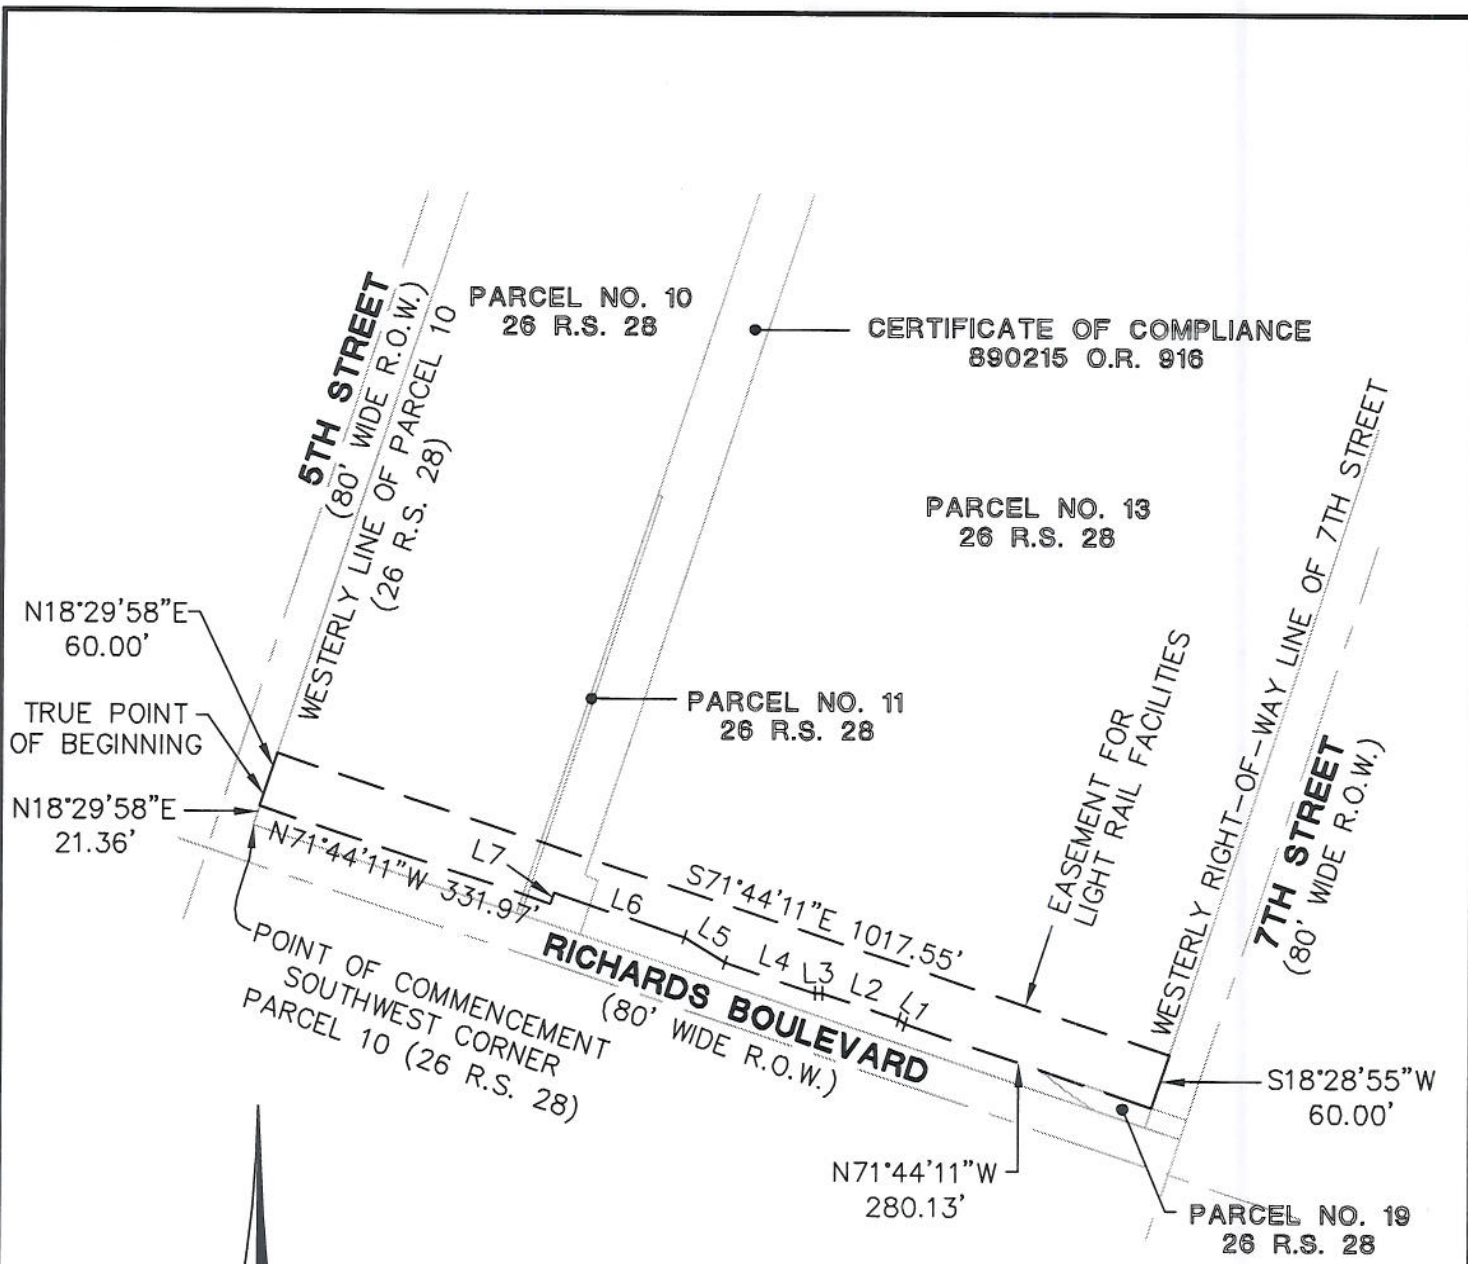 5TH STREET
(80' WIDE R.O.W.)
WESTERLY LINE OF PARCEL 10
(26 R.S. 28)
PARCEL NO. 10
26 R.S. 28
CERTIFICATE OF COMPLIANCE
890215 O.R. 916
PARCEL NO. 13
26 R.S. 28
WESTERLY RIGHT-OF-WAY LINE OF 7TH STREET
7TH STREET
(80' WIDE R.O.W.)
N18°29'58"E
60.00'
TRUE POINT
OF BEGINNING
N18°29'58"E
21.36'
PARCEL NO. 11
26 R.S. 28
EASEMENT FOR
LIGHT RAIL FACILITIES
N71°44'11"W 331.97'
L7
L6
L5
L4
L3
L2
L1
S71°44'11"E 1017.55'
RICHARDS BOULEVARD
(80' WIDE R.O.W.)
POINT OF COMMENCEMENT
SOUTHWEST CORNER
PARCEL 10 (26 R.S. 28)
S18°28'55"W
60.00'
N71°44'11"W
280.13'
PARCEL NO. 19
26 R.S. 28